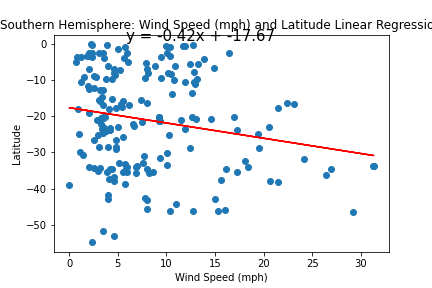 Southern Hemisphere: Wind Speed (mph) and Latitude Linear Regressio
y = -0.42x + -17.67
0
−10
−20
−30
−40
−50
Latitude
0 5 10 15 20 25 30
Wind Speed (mph)